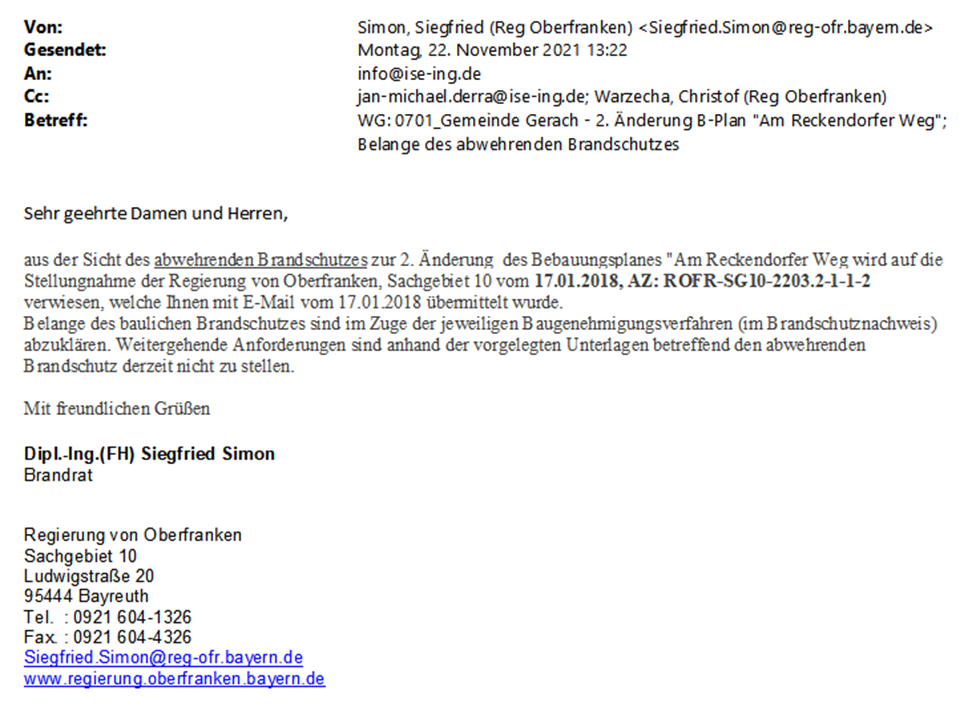 Von: Simon, Siegfried (Reg Oberfranken) <Siegfried.Simon@reg-ofr.bayern.de>
Gesendet: Montag, 22. November 2021 13:22
An: info@ise-ing.de
Cc: jan-michael.derra@ise-ing.de; Warzecha, Christof (Reg Oberfranken)
Betreff: WG: 0701_Gemeinde Gerach - 2. Änderung B-Plan "Am Reckendorfer Weg";
Belange des abwehrenden Brandschutzes
Sehr geehrte Damen und Herren,
aus der Sicht des abwehrenden Brandschutzes zur 2. Änderung des Bebauungsplanes "Am Reckendorfer Weg wird auf die
Stellungnahme der Regierung von Oberfranken, Sachgebiet 10 vom 17.01.2018, AZ: ROFR-SG10-2203.2-1-1-2
verwiesen, welche Ihnen mit E-Mail vom 17.01.2018 übermittelt wurde.
Belange des baulichen Brandschutzes sind im Zuge der jeweiligen Baugenehmigungsverfahren (im Brandschutznachweis)
abzuklären. Weitergehende Anforderungen sind anhand der vorgelegten Unterlagen betreffend den abwehrenden
Brandschutz derzeit nicht zu stellen.
Mit freundlichen Grüßen
Dipl.-Ing.(FH) Siegfried Simon
Brandrat
Regierung von Oberfranken
Sachgebiet 10
Ludwigstraße 20
95444 Bayreuth
Tel. : 0921 604-1326
Fax. : 0921 604-4326
Siegfried.Simon@reg-ofr.bayern.de
www.regierung.oberfranken.bayern.de